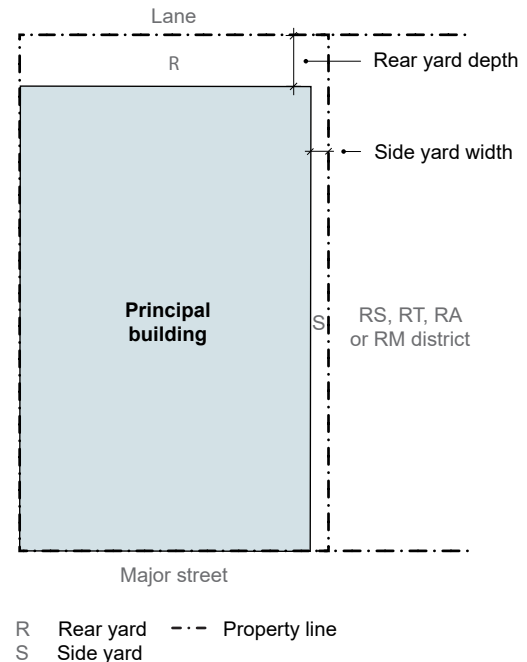 Lane
R
Rear yard depth
Side yard width
Principal
building
S
RS, RT, RA
or RM district
Major street
R Rear yard Property line
S Side yard